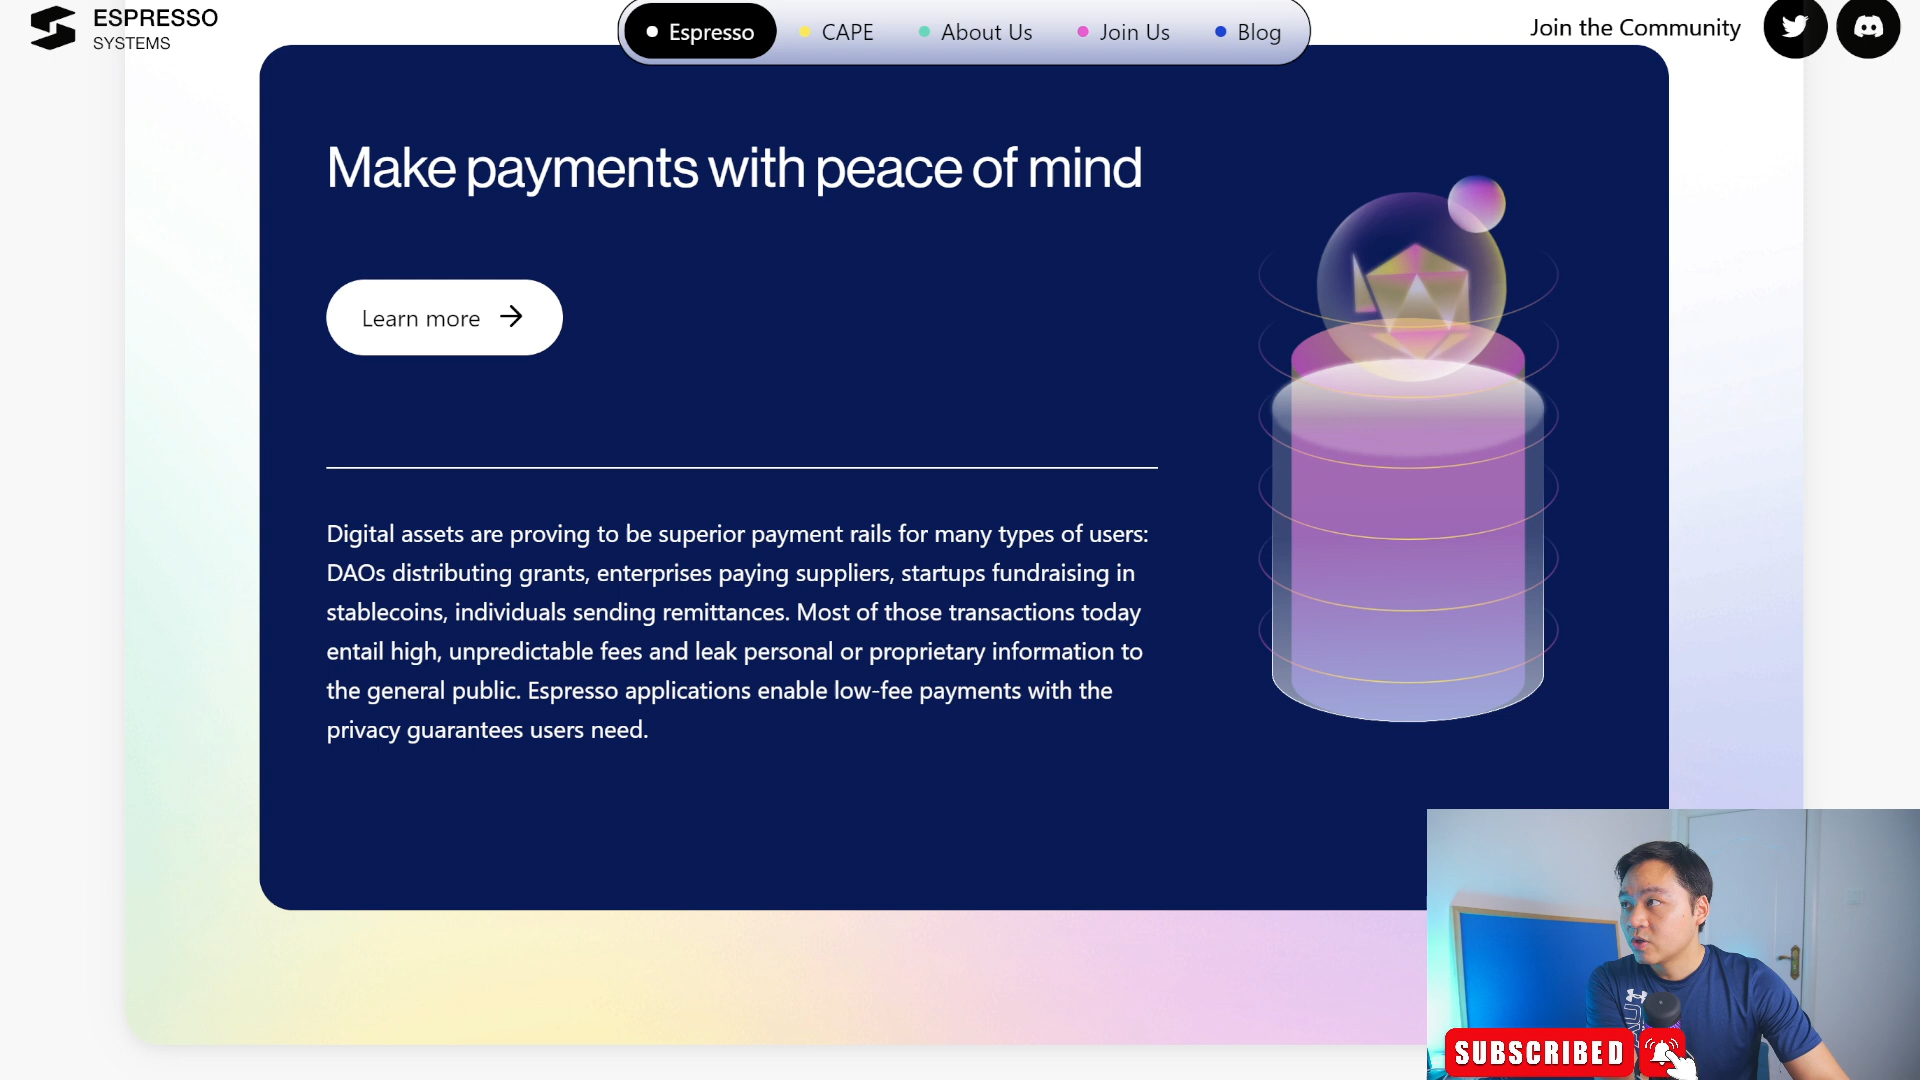 ESPRESSO
SYSTEMS
Espresso
CAPE
About Us
Join Us
Blog
Join the Community
Make payments with peace of mind
Learn more
Digital assets are proving to be superior payment rails for many types of users:
DAOs distributing grants, enterprises paying suppliers, startups fundraising in
stablecoins, individuals sending remittances. Most of those transactions today
entail high, unpredictable fees and leak personal or proprietary information to
the general public. Espresso applications enable low-fee payments with the
privacy guarantees users need.
SUBSCRIBED